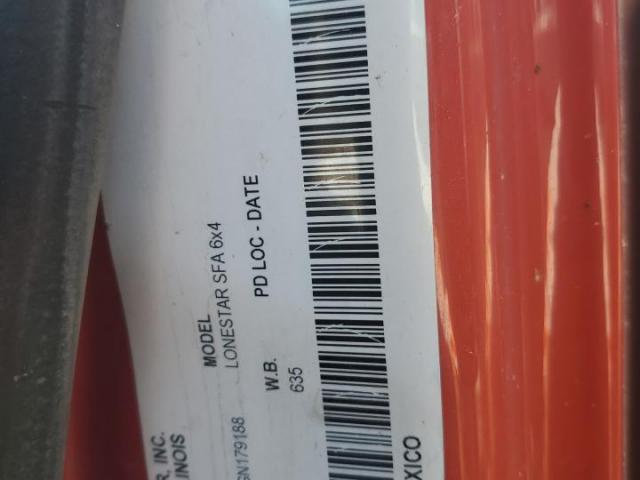 R, INC.
INOIS
MODEL
LONESTAR SFA 6x4
GN179188
W.B. PD LOC - DATE
635
XICO